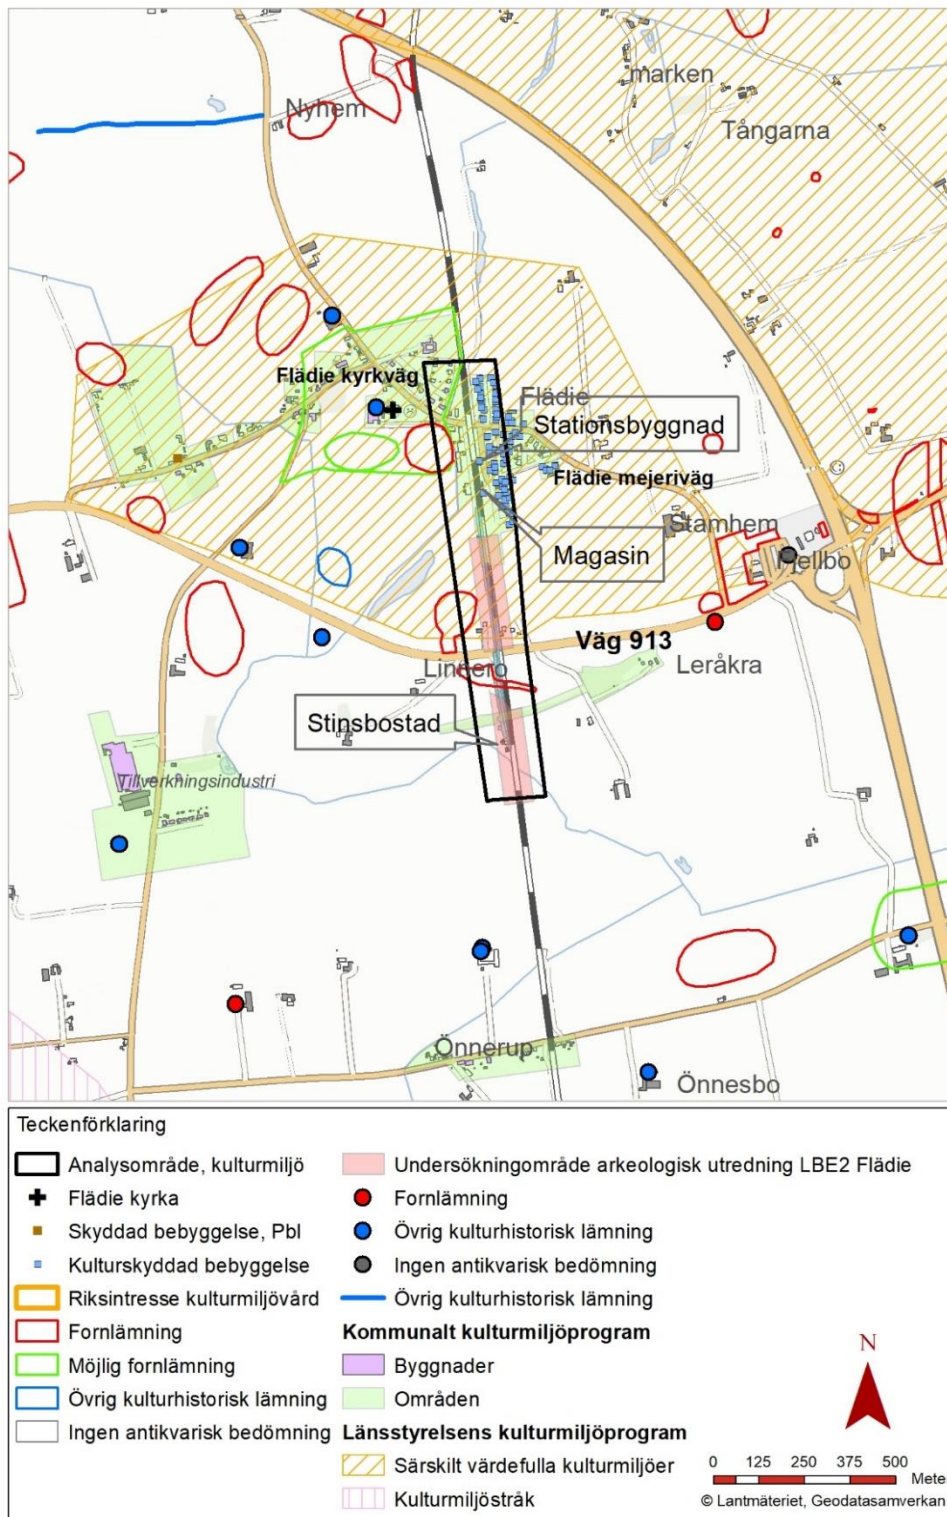 marken
Nyhem
Tångarna
Flädie kyrkväg
Flädie
Stationsbyggnad
Flädie mejeriväg
Stamhem
Magasin
Fjellbo
Väg 913
Linnero
Leråkra
Stinsbostad
Tillverkningsindustri
Önnerup
Önnesbo
Teckenförklaring
Analysområde, kulturmiljö
Flädie kyrka
Skyddad bebyggelse, Pbl
Kulturskyddad bebyggelse
Riksintresse kulturmiljövård
Fornlämning
Möjlig fornlämning
Övrig kulturhistorisk lämning
Ingen antikvarisk bedömning
Undersökningområde arkeologisk utredning LBE2 Flädie
Fornlämning
Övrig kulturhistorisk lämning
Ingen antikvarisk bedömning
Övrig kulturhistorisk lämning
Kommunalt kulturmiljöprogram
Byggnader
Områden
Länsstyrelsens kulturmiljöprogram
Särskilt värdefulla kulturmiljöer
Kulturmiljöstråk
N
0 125 250 375 500
Meter
© Lantmäteriet, Geodatasamverkan